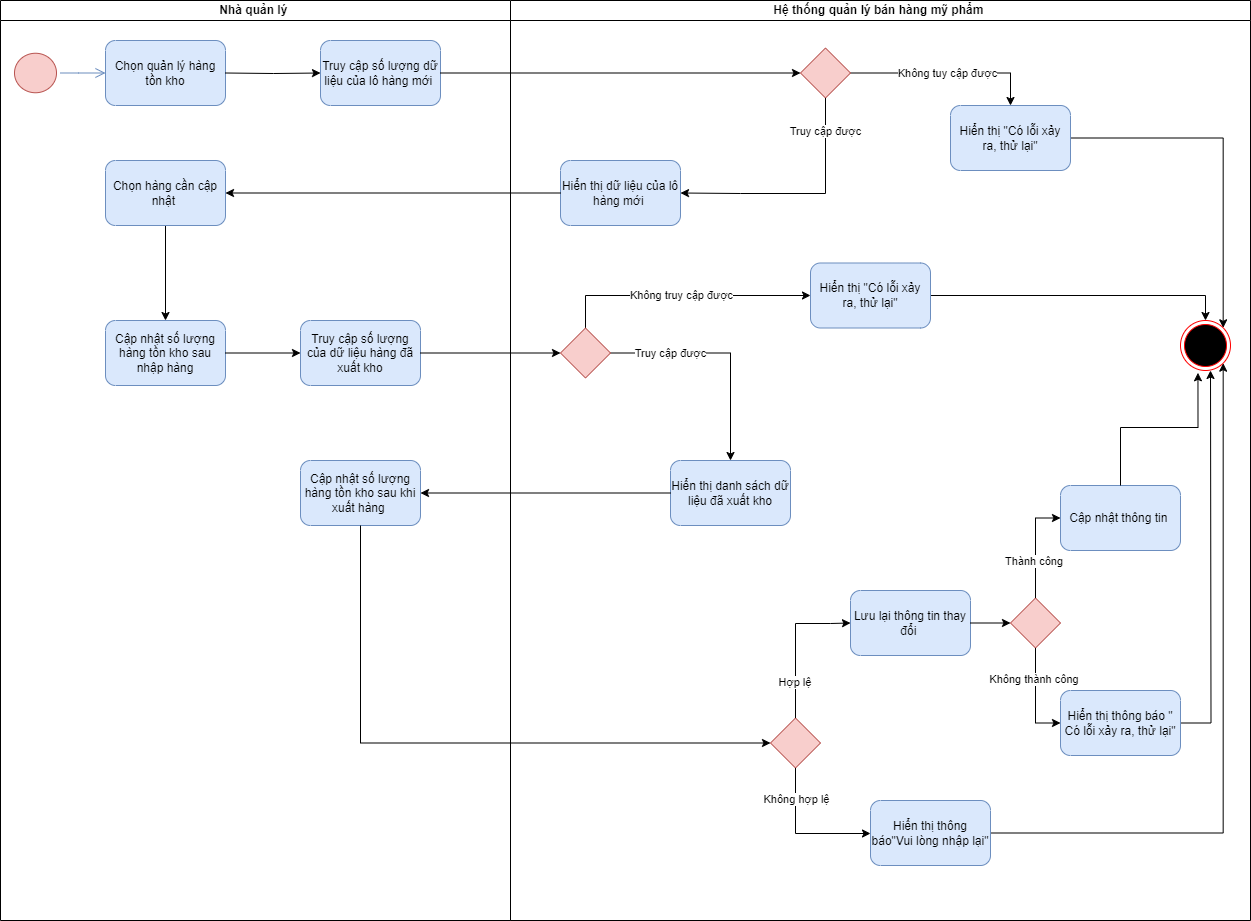 Nhà quản lý
Hệ thống quản lý bán hàng mỹ phẩm
Chọn quản lý hàng
tồn kho
Truy cập số lượng dữ
liệu của lô hàng mới
Không tuy cập được
Truy cập được
Hiển thị "Có lỗi xảy
ra, thử lại"
Chọn hàng cần cập
nhật
Hiển thị dữ liệu của lô
hàng mới
Hiển thị "Có lỗi xảy
ra, thử lại"
Không truy cập được
Cập nhật số lượng
hàng tồn kho sau
nhập hàng
Truy cập số lượng
của dữ liệu hàng đã
xuất kho
Truy cập được
Cập nhật số lượng
hàng tồn kho sau khi
xuất hàng
Hiển thị danh sách dữ
liệu đã xuất kho
Cập nhật thông tin
Thành công
Lưu lại thông tin thay
đổi
Không thành công
Hợp lệ
Hiển thị thông báo "
Có lỗi xảy ra, thử lại"
Không hợp lệ
Hiển thị thông
báo"Vui lòng nhập lại"